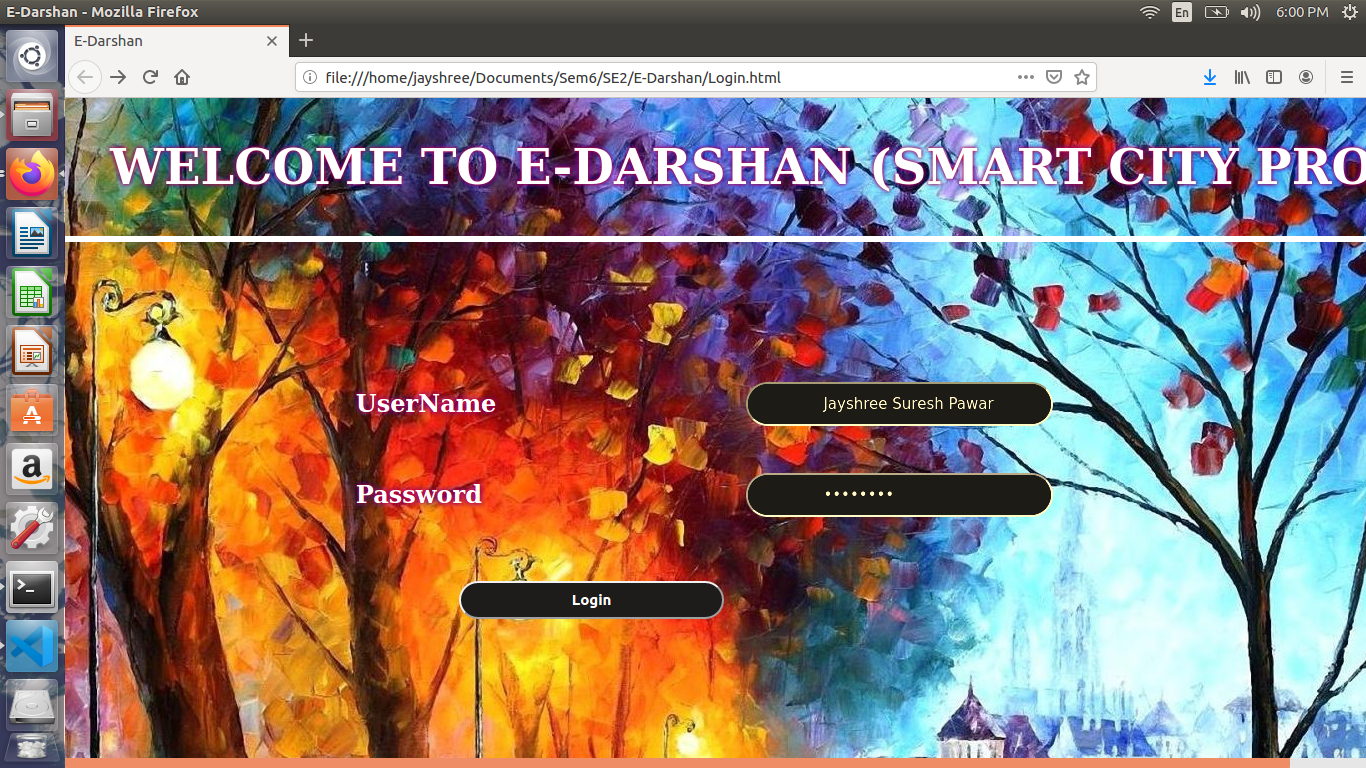 E-Darshan - Mozilla Firefox
En
6:00 PM
E-Darshan
file:///home/jayshree/Documents/Sem6/SE2/E-Darshan/Login.html
WELCOME TO E-DARSHAN (SMART CITY PRO
UserName
Jayshree Suresh Pawar
Password
••••••••
Login